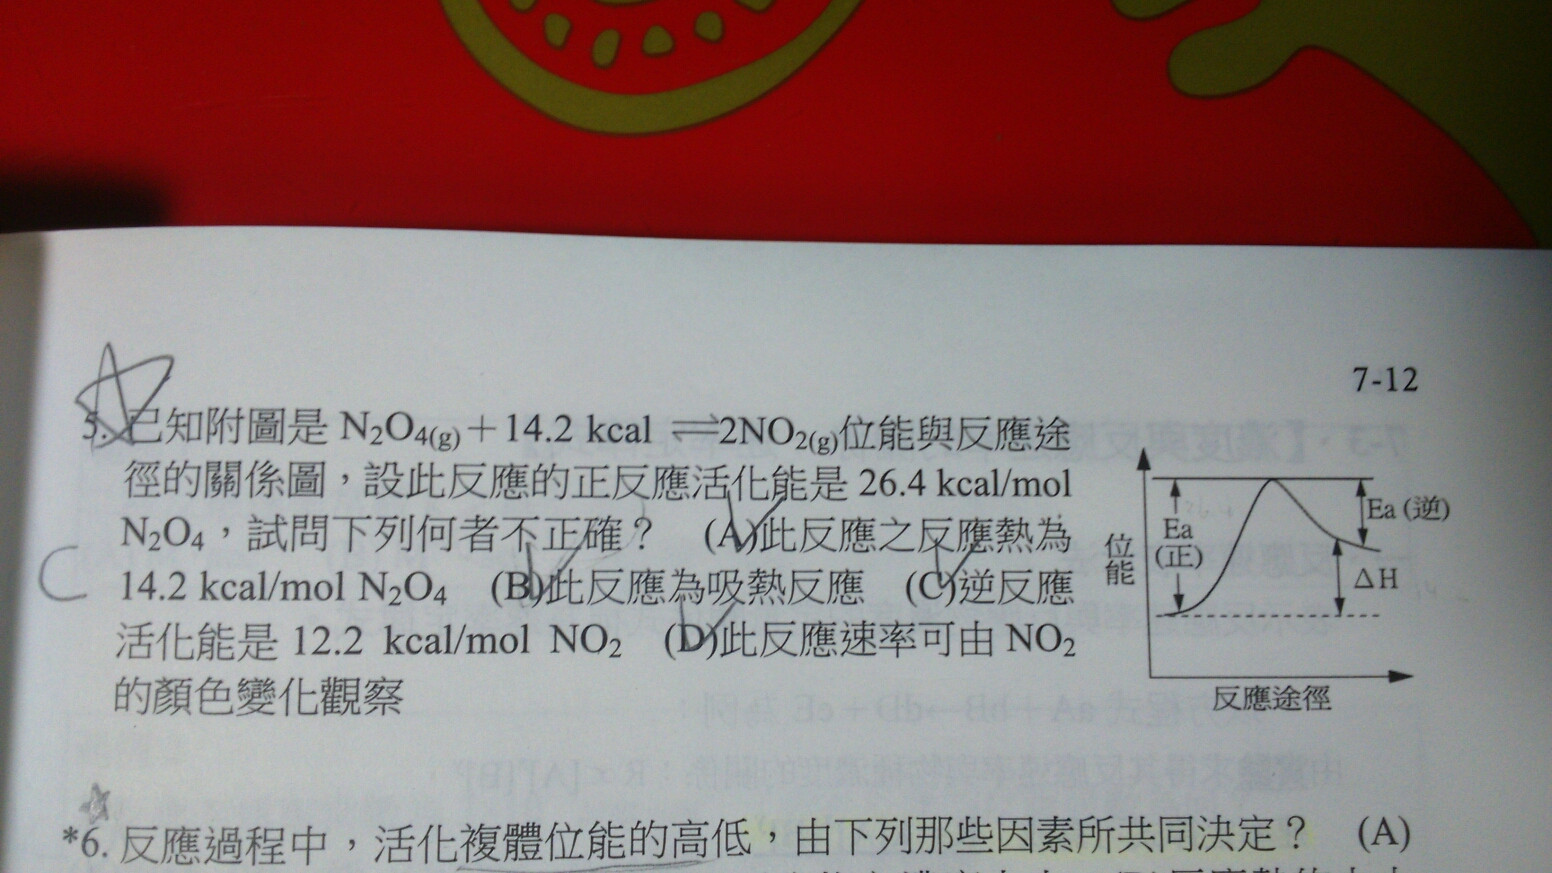 7-12
5. 已知附圖是 N₂O₄(g)+14.2 kcal ⇌2NO₂(g)位能與反應途
徑的關係圖，設此反應的正反應活化能是 26.4 kcal/mol
N₂O₄，試問下列何者不正確？ (A)此反應之反應熱為
14.2 kcal/mol N₂O₄ (B)此反應為吸熱反應 (C)逆反應
活化能是 12.2 kcal/mol NO₂ (D)此反應速率可由 NO₂
的顏色變化觀察
C
位能
Ea
(正)
Ea (逆)
ΔH
反應途徑
*6. 反應過程中，活化複體位能的高低，由下列那些因素所共同決定？ (A)